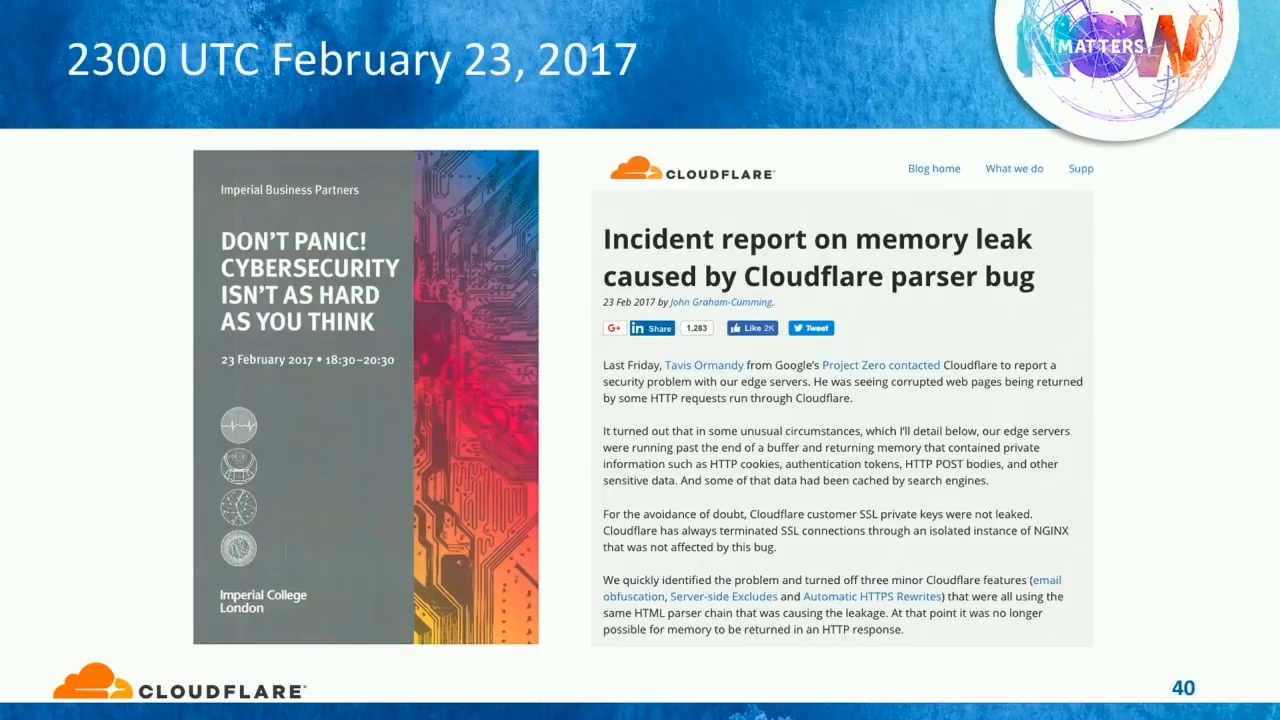 2300 UTC February 23, 2017
NOW
MATTERS
Imperial Business Partners
DON'T PANIC!
CYBERSECURITY
ISN'T AS HARD
AS YOU THINK
23 February 2017 • 18:30–20:30
Imperial College
London
CLOUDFLARE
Blog home What we do Supp
Incident report on memory leak
caused by Cloudflare parser bug
23 Feb 2017 by John Graham-Cumming.
G+ in Share 1,283 Like 2K Tweet
Last Friday, Tavis Ormandy from Google's Project Zero contacted Cloudflare to report a
security problem with our edge servers. He was seeing corrupted web pages being returned
by some HTTP requests run through Cloudflare.
It turned out that in some unusual circumstances, which I'll detail below, our edge servers
were running past the end of a buffer and returning memory that contained private
information such as HTTP cookies, authentication tokens, HTTP POST bodies, and other
sensitive data. And some of that data had been cached by search engines.
For the avoidance of doubt, Cloudflare customer SSL private keys were not leaked.
Cloudflare has always terminated SSL connections through an isolated instance of NGINX
that was not affected by this bug.
We quickly identified the problem and turned off three minor Cloudflare features (email
obfuscation, Server-side Excludes and Automatic HTTPS Rewrites) that were all using the
same HTML parser chain that was causing the leakage. At that point it was no longer
possible for memory to be returned in an HTTP response.
CLOUDFLARE
40